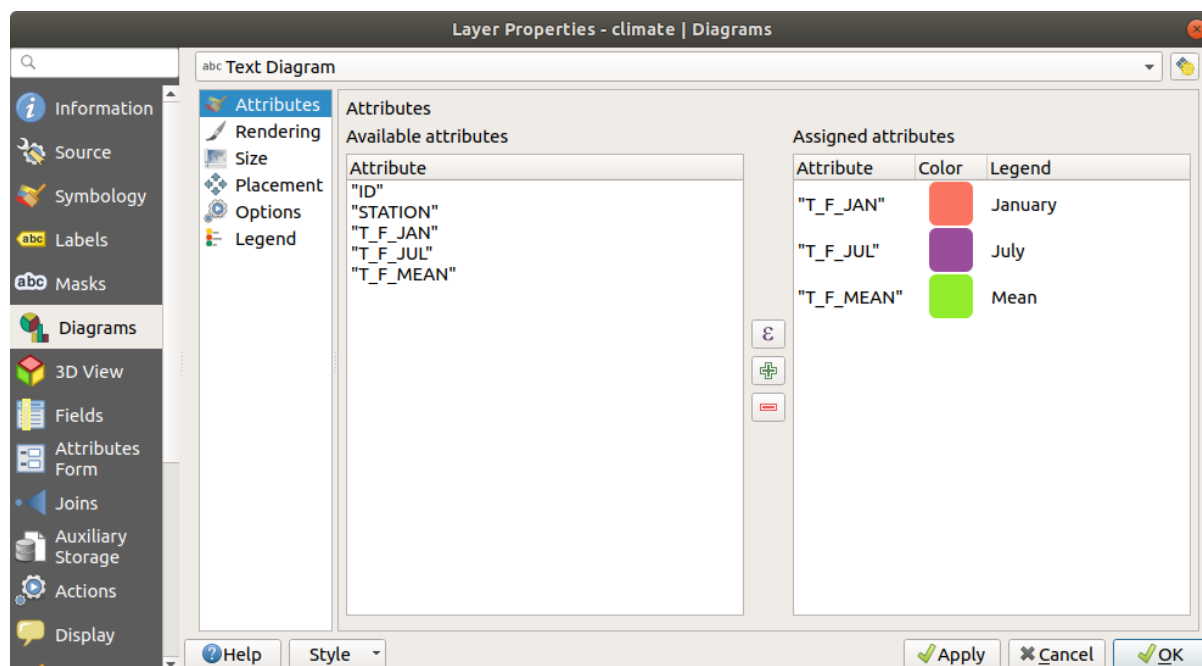 Layer Properties - climate | Diagrams
abc Text Diagram
Information
Source
Symbology
abc Labels
abc Masks
Diagrams
3D View
Fields
Attributes
Form
Joins
Auxiliary
Storage
Actions
Display
Attributes
Rendering
Size
Placement
Options
Legend
Attributes
Available attributes
Attribute
"ID"
"STATION"
"T_F_JAN"
"T_F_JUL"
"T_F_MEAN"
ε
Assigned attributes
Attribute Color Legend
"T_F_JAN" January
"T_F_JUL" July
"T_F_MEAN" Mean
Help Style Apply Cancel OK